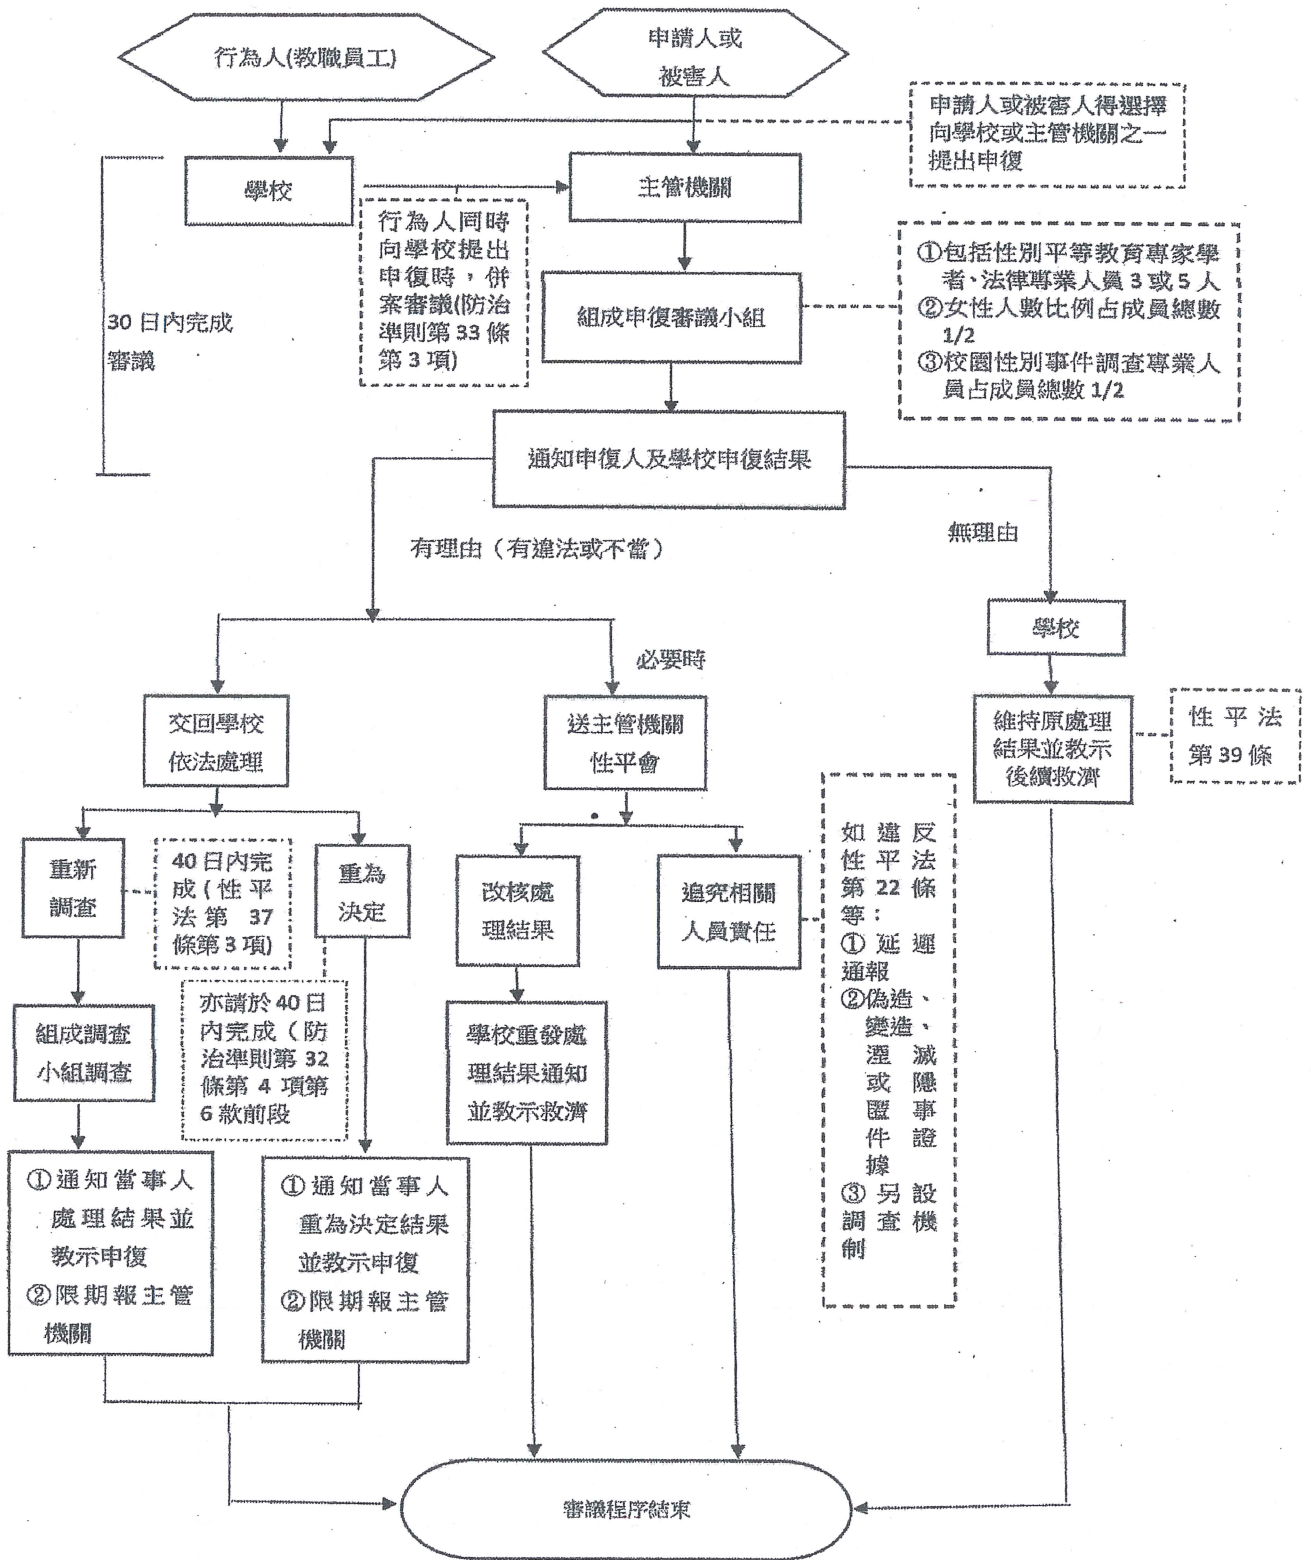 行為人(教職員工)
申請人或
被害人
申請人或被害人得選擇
向學校或主管機關之一
提出申復
學校
主管機關
行為人同時
向學校提出
申復時，併
案審議(防治
準則第 33 條
第 3 項)
30 日內完成
審議
組成申復審議小組
①包括性別平等教育專家學
者、法律專業人員 3 或 5 人
②女性人數比例占成員總數
1/2
③校園性別事件調查專業人
員占成員總數 1/2
通知申復人及學校申復結果
有理由（有違法或不當）
無理由
學校
必要時
交回學校
依法處理
送主管機關
性平會
維持原處理
結果並教示
後續救濟
性平法
第 39 條
重新
調查
40 日內完
成(性平
法第 37
條第 3 項)
重為
決定
改核處
理結果
追究相關
人員責任
如違反
性平法
第 22 條
等：
①延遲
通報
②偽造、
變造、
湮滅
或隱
匿事
件證
據
③另設
調查機
制
組成調查
小組調查
亦請於 40 日
內完成（防
治準則第 32
條第 4 項第
6 款前段
學校重發處
理結果通知
並教示救濟
①通知當事人
處理結果並
教示申復
②限期報主管
機關
①通知當事人
重為決定結果
並教示申復
②限期報主管
機關
審議程序結束